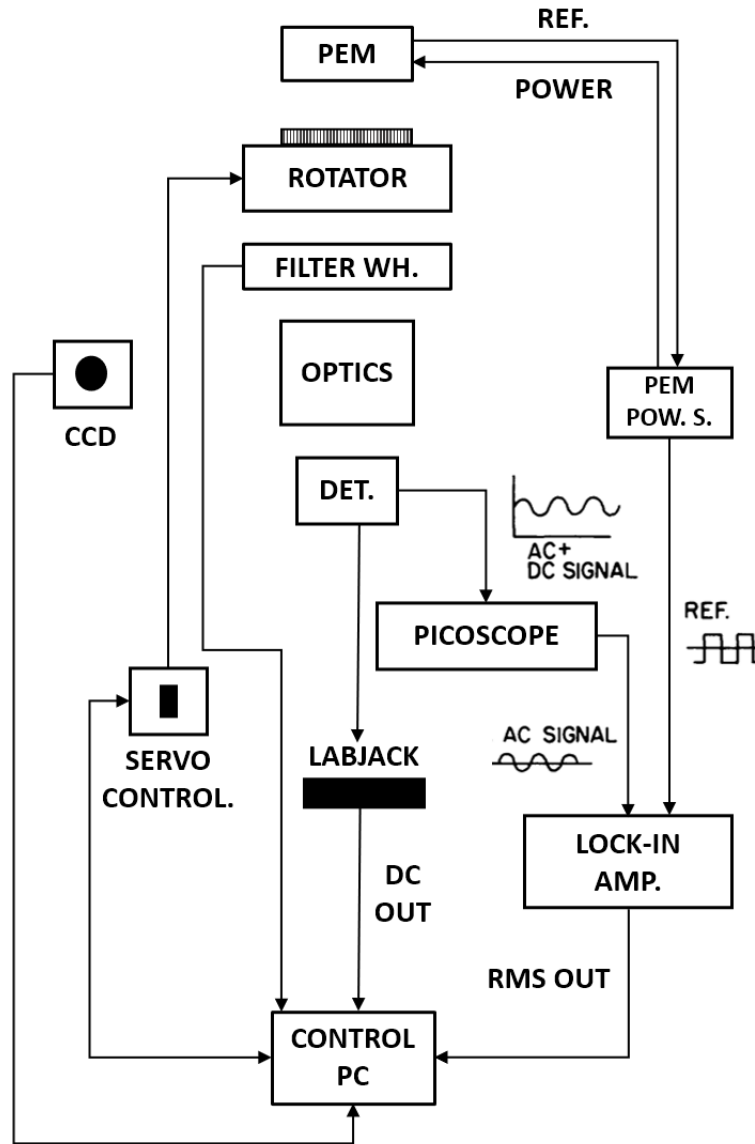 REF.
PEM
POWER
ROTATOR
FILTER WH.
OPTICS
PEM
POW. S.
CCD
DET.
AC+
DC SIGNAL
REF.
PICOSCOPE
AC SIGNAL
LABJACK
SERVO
CONTROL.
LOCK-IN
AMP.
DC
OUT
RMS OUT
CONTROL
PC